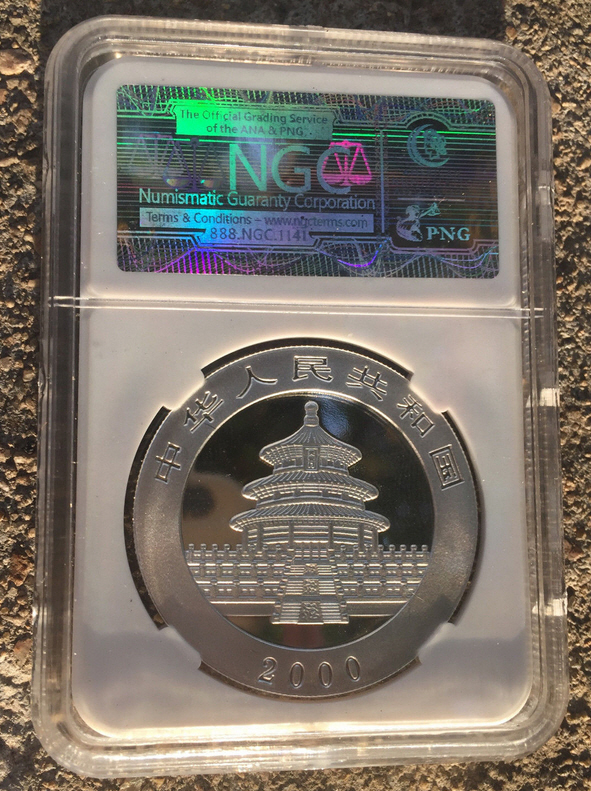 The Official Grading Service
of the ANA & PNG
NGC
Numismatic Guaranty Corporation
Terms & Conditions – www.ngcterms.com
888.NGC.1141
PNG
中华人民共和国
2000